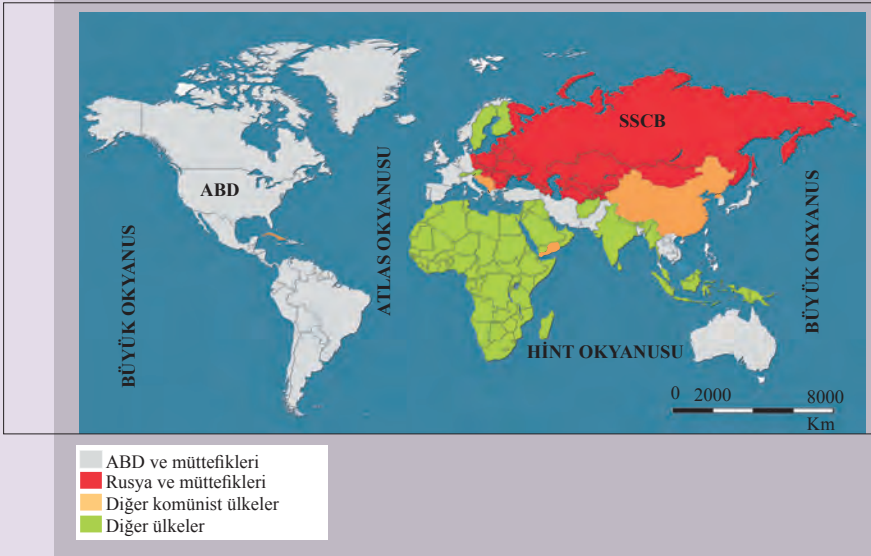 SSCB
ABD
ATLAS OKYANUSU
BÜYÜK OKYANUS
BÜYÜK OKYANUS
HİNT OKYANUSU
0 2000 8000
Km
ABD ve müttefikleri
Rusya ve müttefikleri
Diğer komünist ülkeler
Diğer ülkeler